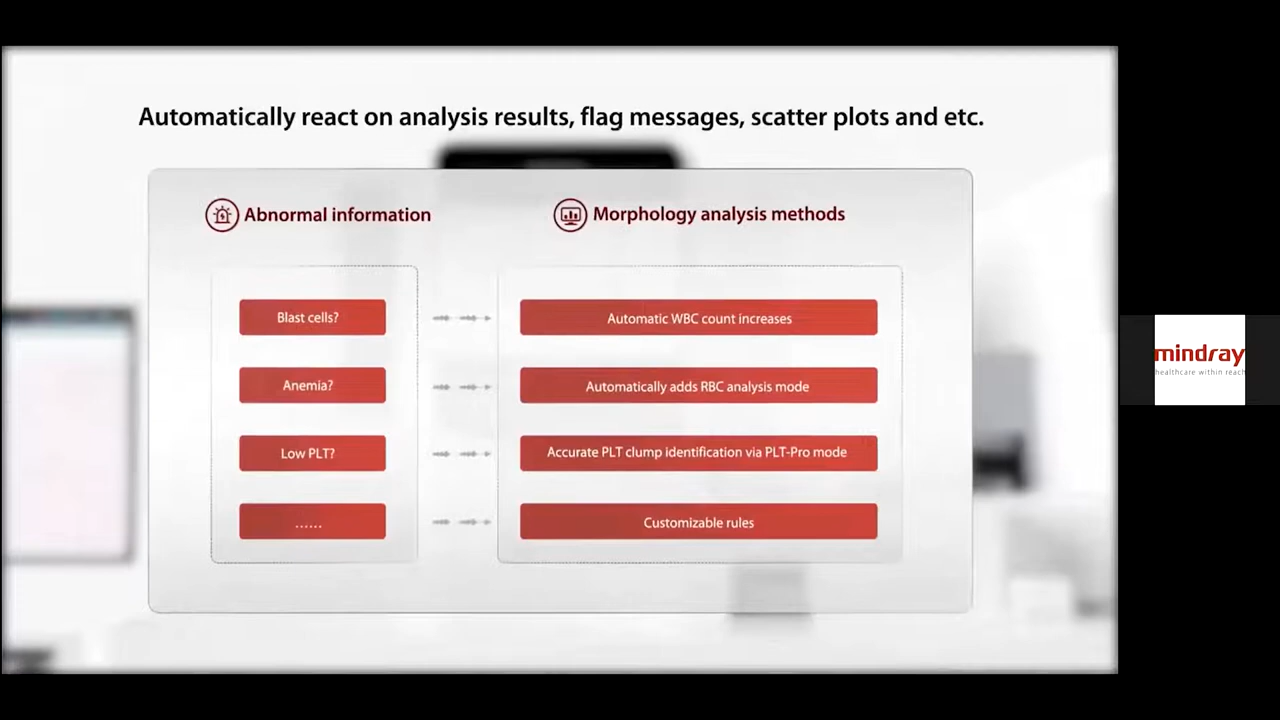 Automatically react on analysis results, flag messages, scatter plots and etc.
Abnormal information
Morphology analysis methods
Blast cells?
Automatic WBC count increases
Anemia?
Automatically adds RBC analysis mode
Low PLT?
Accurate PLT clump identification via PLT-Pro mode
......
Customizable rules
mindray
healthcare within reach